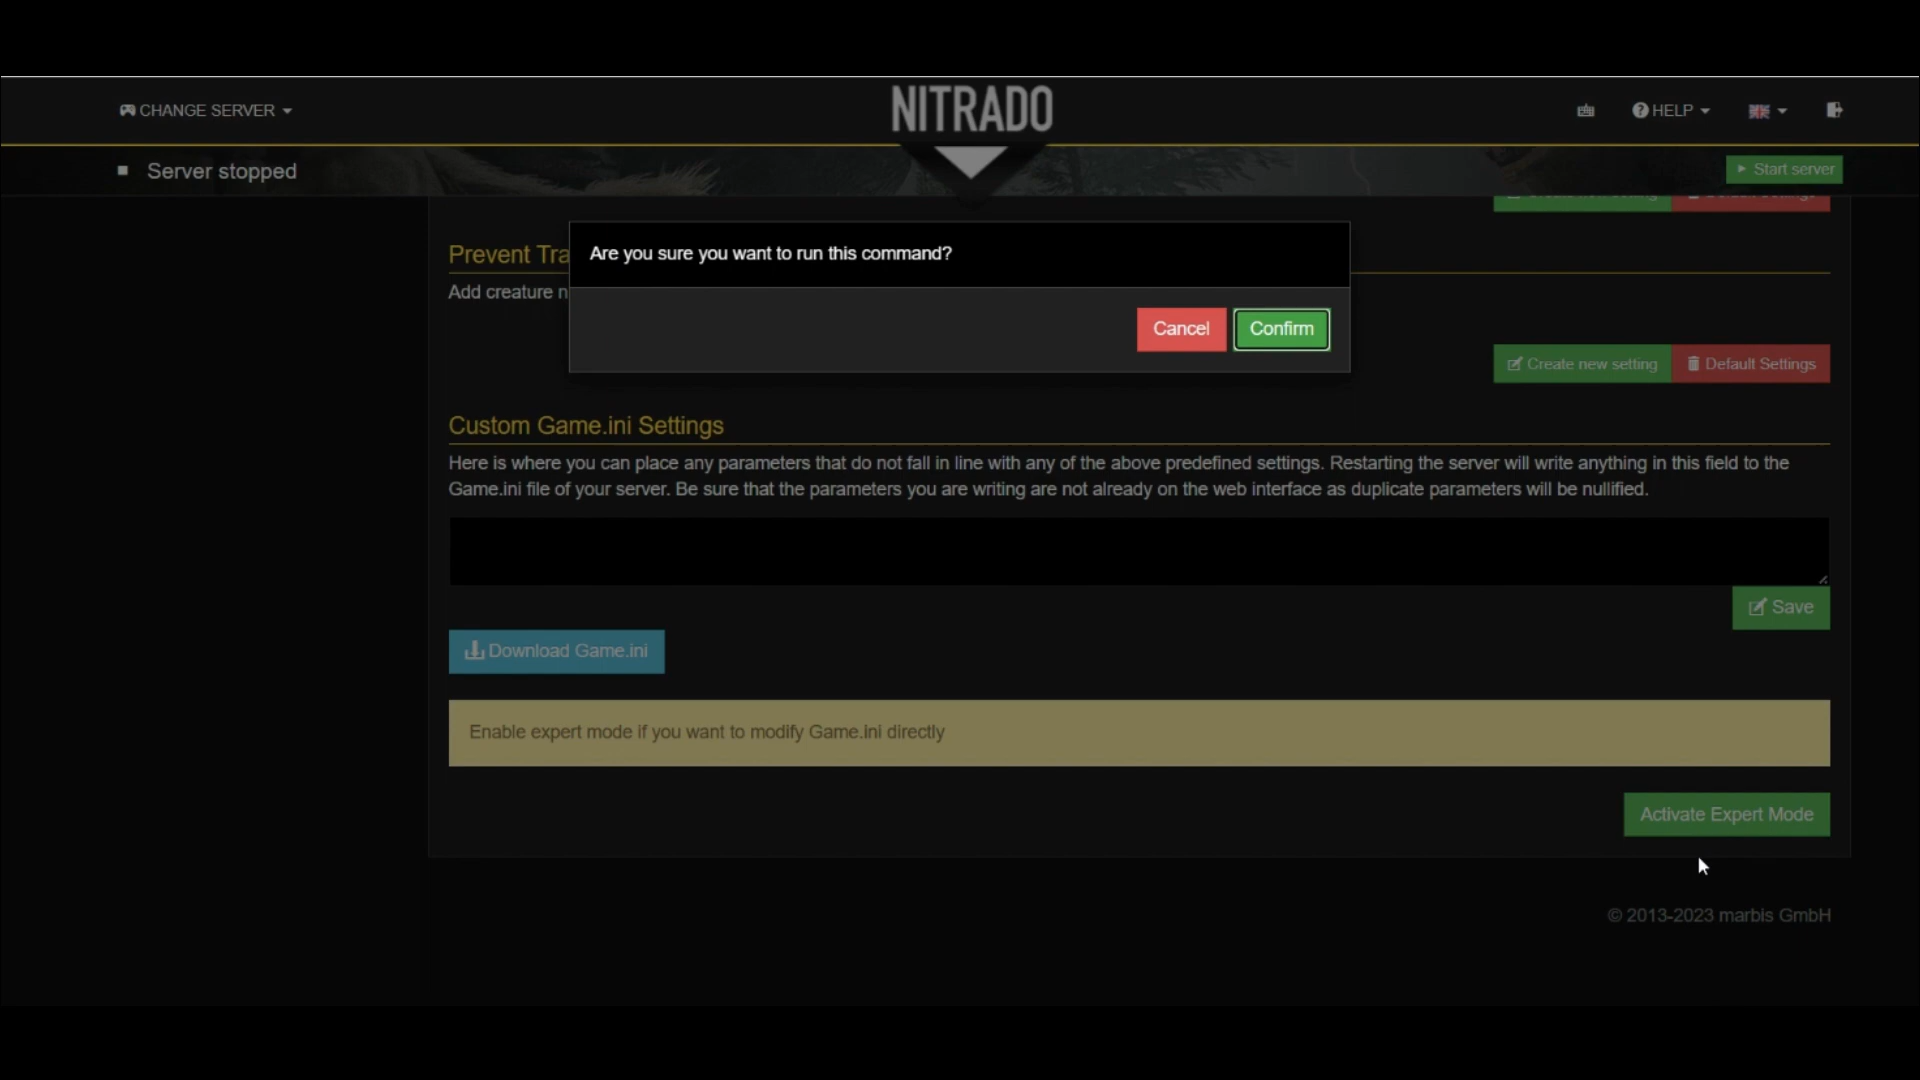 CHANGE SERVER
NITRADO
HELP
Server stopped
Start server
Prevent Tra
Add creature n
Are you sure you want to run this command?
Cancel
Confirm
Create new setting
Default Settings
Custom Game.ini Settings
Here is where you can place any parameters that do not fall in line with any of the above predefined settings. Restarting the server will write anything in this field to the
Game.ini file of your server. Be sure that the parameters you are writing are not already on the web interface as duplicate parameters will be nullified.
Save
Download Game.ini
Enable expert mode if you want to modify Game.ini directly
Activate Expert Mode
© 2013-2023 marbis GmbH